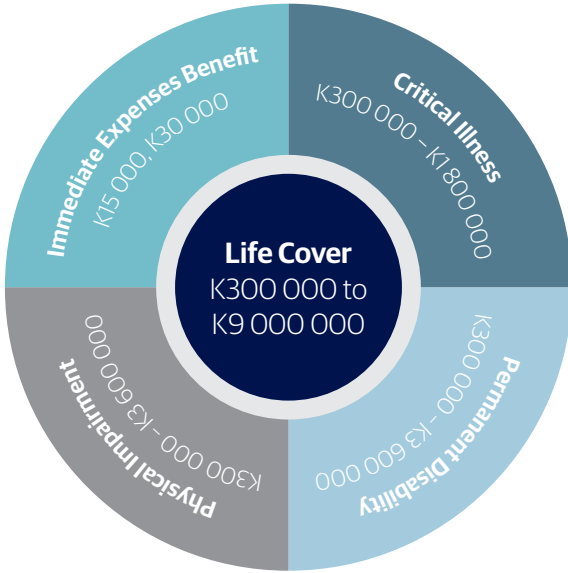 Immediate Expenses Benefit
K15 000, K30 000
Critical Illness
K300 000 – K1 800 000
Life Cover
K300 000 to
K9 000 000
Physical Impairment
K300 000 – K3 600 000
Permanent Disability
K300 000 – K3 600 000